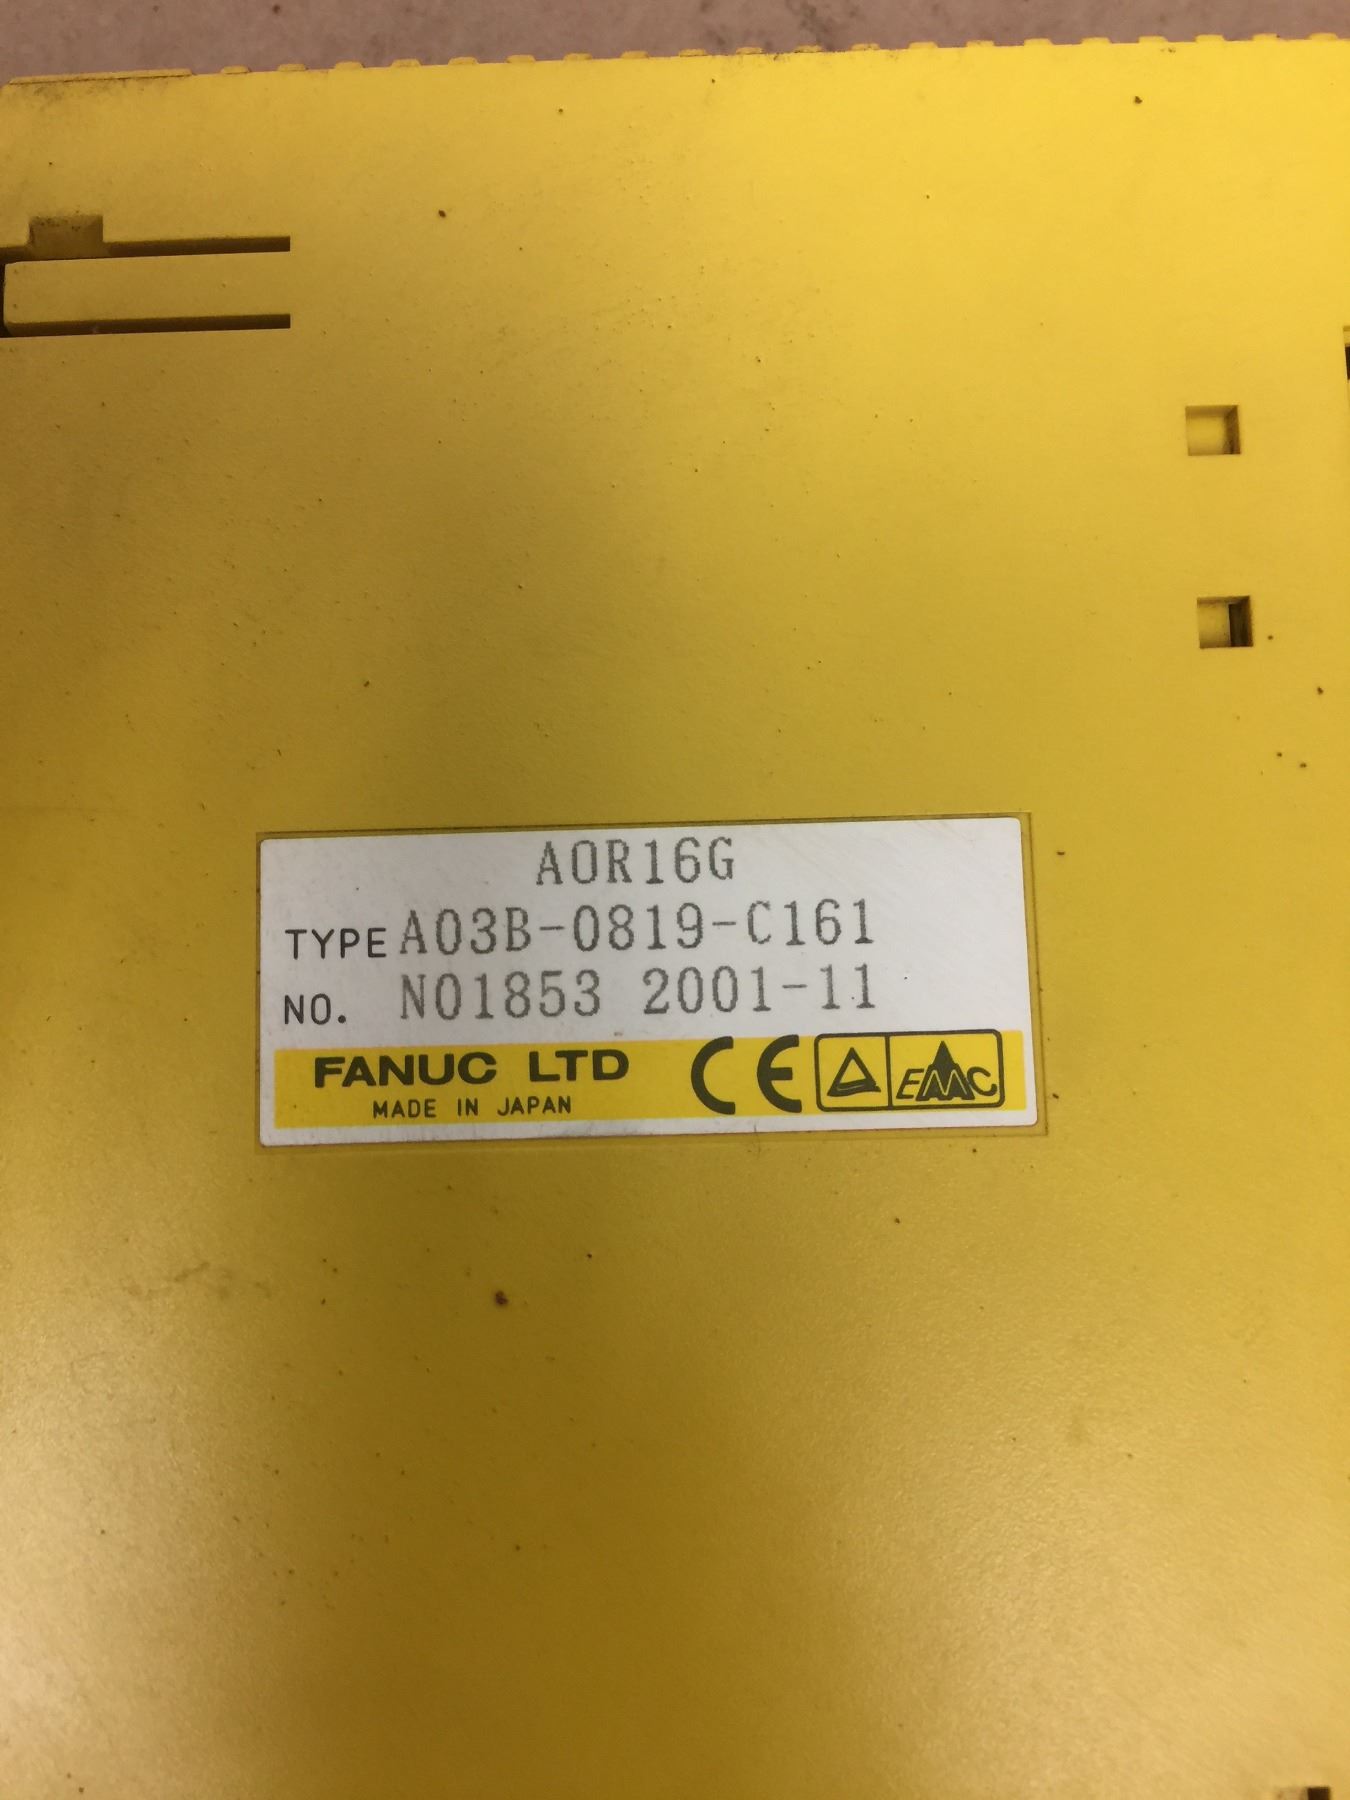 AOR16G
TYPE A03B-0819-C161
NO. N01853 2001-11
FANUC LTD CE EMC
MADE IN JAPAN